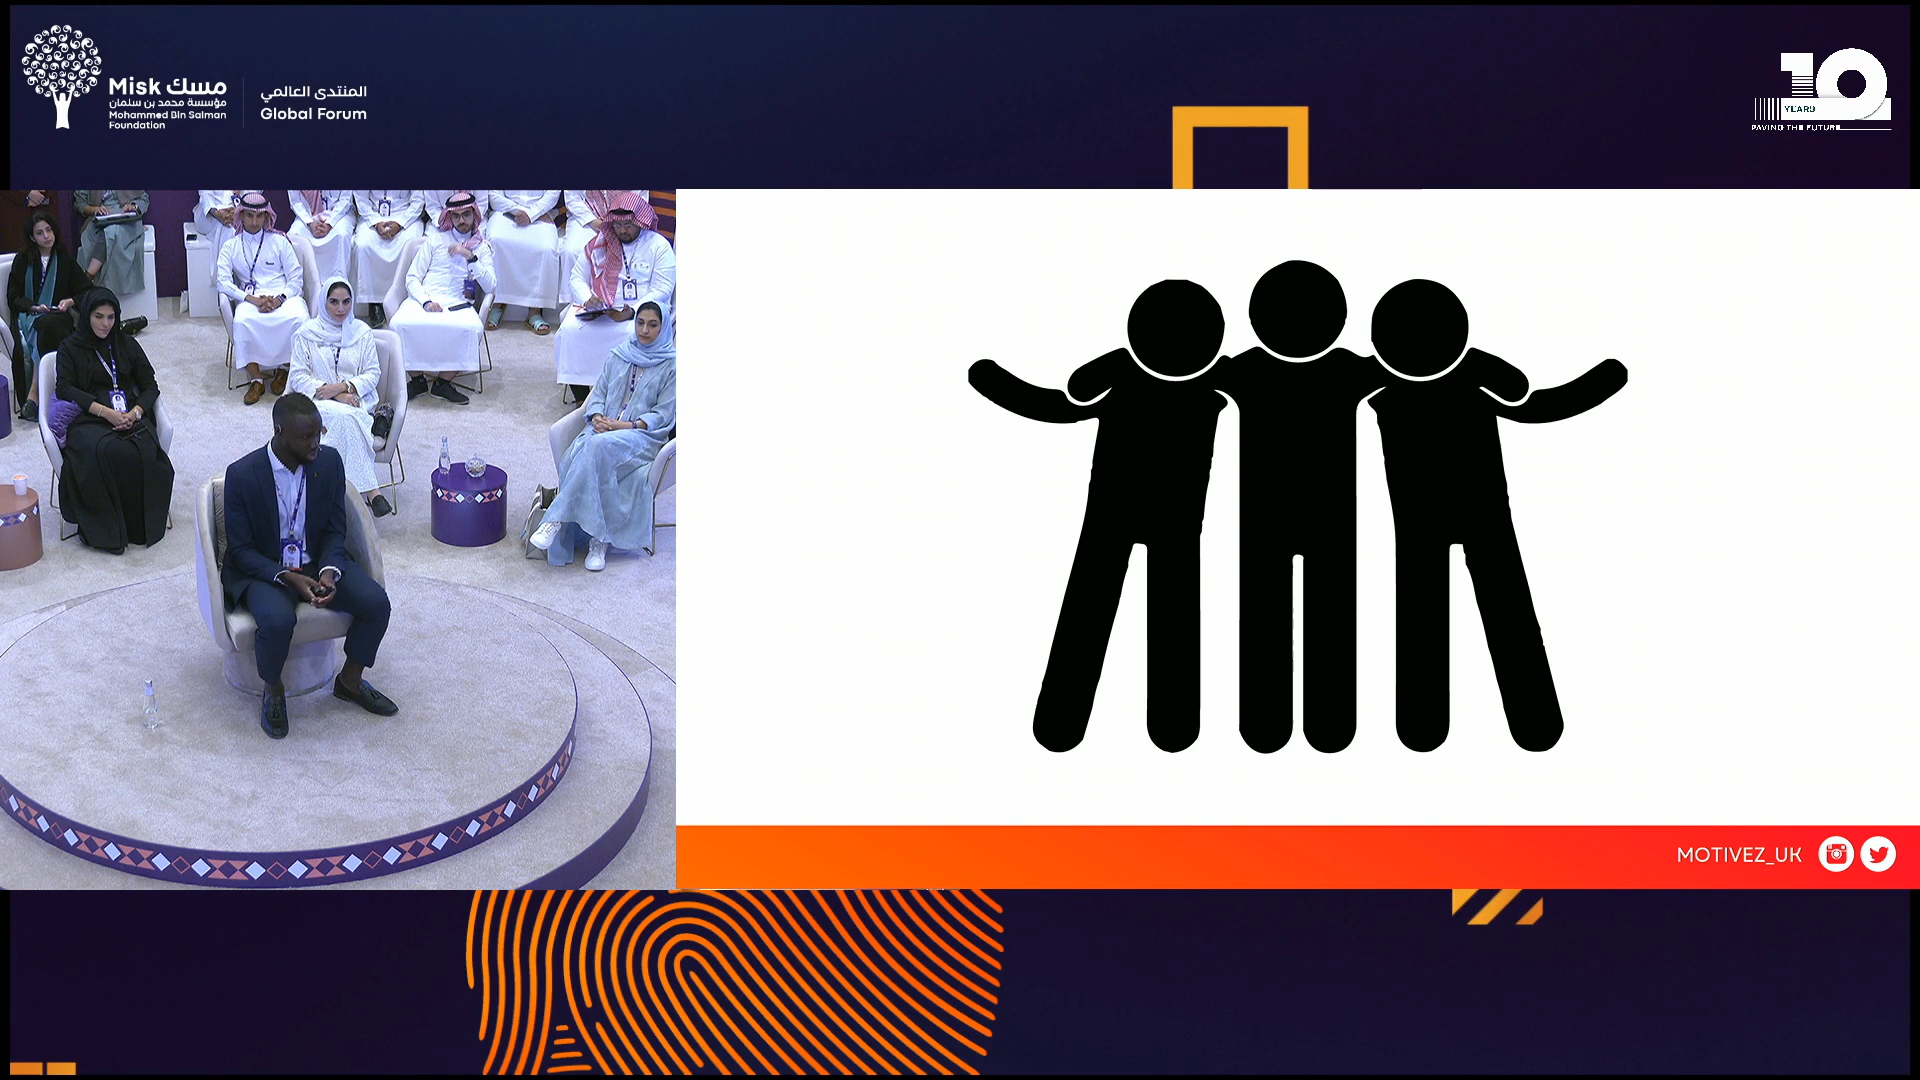 Misk مسك
مؤسسة محمد بن سلمان
Mohammed Bin Salman
Foundation
المنتدى العالمي
Global Forum
10
YEARS
PAVING THE FUTURE
MOTIVEZ_UK